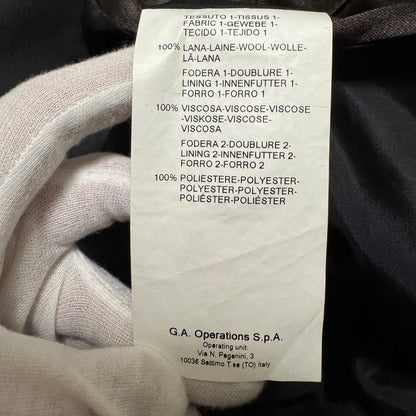 TESSUTO 1-TISSUS 1-
FABRIC 1-GEWEBE 1-
TECIDO 1-TEJIDO 1
100% LANA-LAINE-WOOL-WOLLE-
LÃ-LANA
FODERA 1-DOUBLURE 1-
LINING 1-INNENFUTTER 1-
FORRO 1-FORRO 1
100% VISCOSA-VISCOSE-VISCOSE
-VISKOSE-VISCOSE-
VISCOSA
FODERA 2-DOUBLURE 2-
LINING 2-INNENFUTTER 2-
FORRO 2-FORRO 2
100% POLIESTERE-POLYESTER-
POLYESTER-POLYESTER-
POLIÉSTER-POLIÉSTER
G.A. Operations S.p.A.
Operating unit:
Via N. Paganini, 3
10036 Settimo T.se (TO) Italy